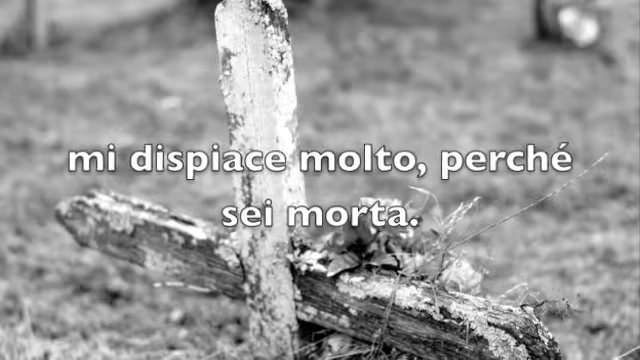 mi dispiace molto, perché
sei morta.